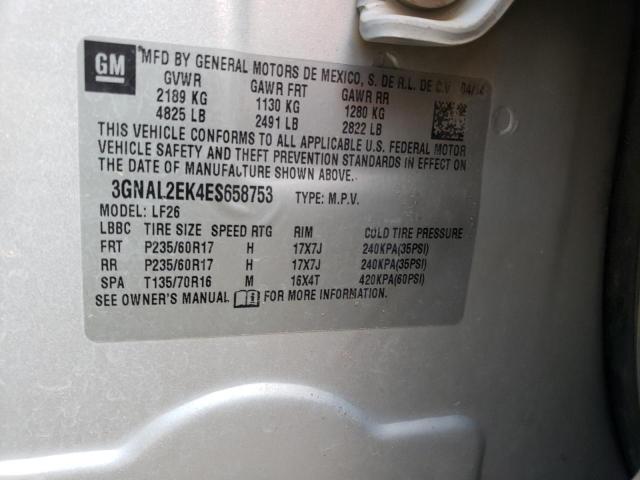 GM
MFD BY GENERAL MOTORS DE MEXICO, S. DE R.L. DE C.V. 04/14
GVWR GAWR FRT GAWR RR
2189 KG 1130 KG 1280 KG
4825 LB 2491 LB 2822 LB
THIS VEHICLE CONFORMS TO ALL APPLICABLE U.S. FEDERAL MOTOR
VEHICLE SAFETY AND THEFT PREVENTION STANDARDS IN EFFECT ON
THE DATE OF MANUFACTURE SHOWN ABOVE.
3GNAL2EK4ES658753 TYPE: M.P.V.
MODEL: LF26
LBBC TIRE SIZE SPEED RTG RIM COLD TIRE PRESSURE
FRT P235/60R17 H 17X7J 240KPA(35PSI)
RR P235/60R17 H 17X7J 240KPA(35PSI)
SPA T135/70R16 M 16X4T 420KPA(60PSI)
SEE OWNER'S MANUAL FOR MORE INFORMATION.